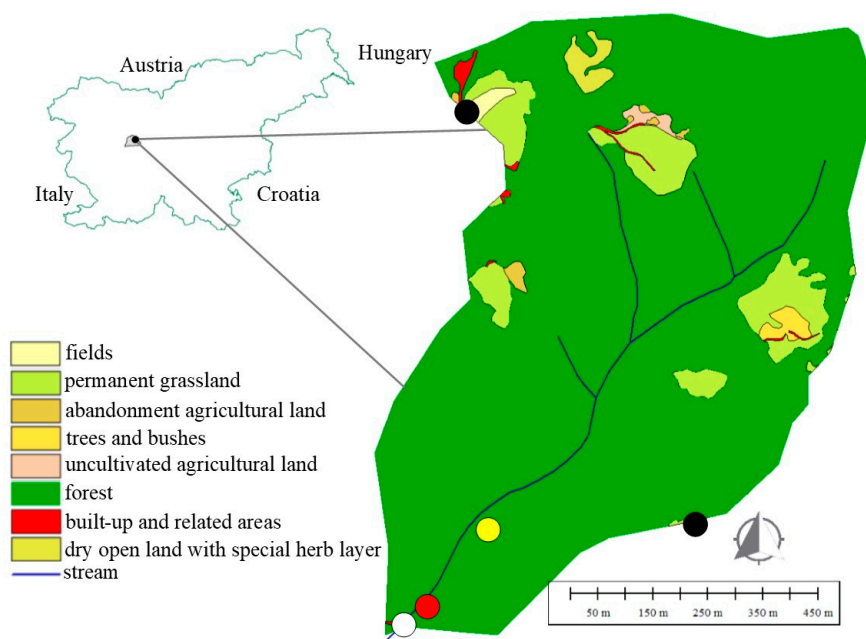 Austria
Hungary
Italy
Croatia
fields
permanent grassland
abandonment agricultural land
trees and bushes
uncultivated agricultural land
forest
built-up and related areas
dry open land with special herb layer
stream
50 m 150 m 250 m 350 m 450 m